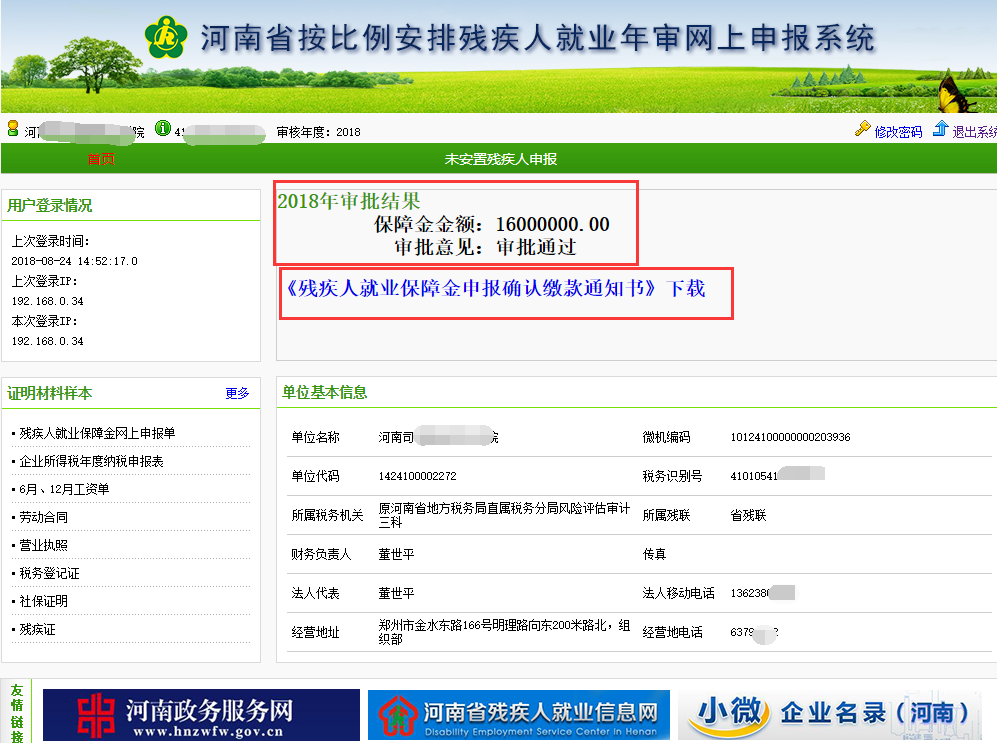 河南省按比例安排残疾人就业年审网上申报系统
河南 院 41 审核年度：2018 修改密码 退出系统
首页 未安置残疾人申报
用户登录情况
上次登录时间：
2018-08-24 14:52:17.0
上次登录IP：
192.168.0.34
本次登录IP：
192.168.0.34
2018年审批结果
保障金金额：16000000.00
审批意见：审批通过
《残疾人就业保障金申报确认缴款通知书》下载
证明材料样本 更多
• 残疾人就业保障金网上申报单
• 企业所得税年度纳税申报表
• 6月、12月工资单
• 劳动合同
• 营业执照
• 税务登记证
• 社保证明
• 残疾证
单位基本信息
单位名称 河南司 院 微机编码 10124100000000203936
单位代码 1424100002272 税务识别号 41010541
所属税务机关 原河南省地方税务局直属税务分局风险评估审计
三科 所属残联 省残联
财务负责人 董世平 传真
法人代表 董世平 法人移动电话 136238
经营地址 郑州市金水东路166号明理路向东200米路北，组
织部 经营地电话 6379 2
友情链接
河南政务服务网
www.hnzwfw.gov.cn
河南省残疾人就业信息网
Disability Employment Service Center in Henan
小微 企业名录（河南）